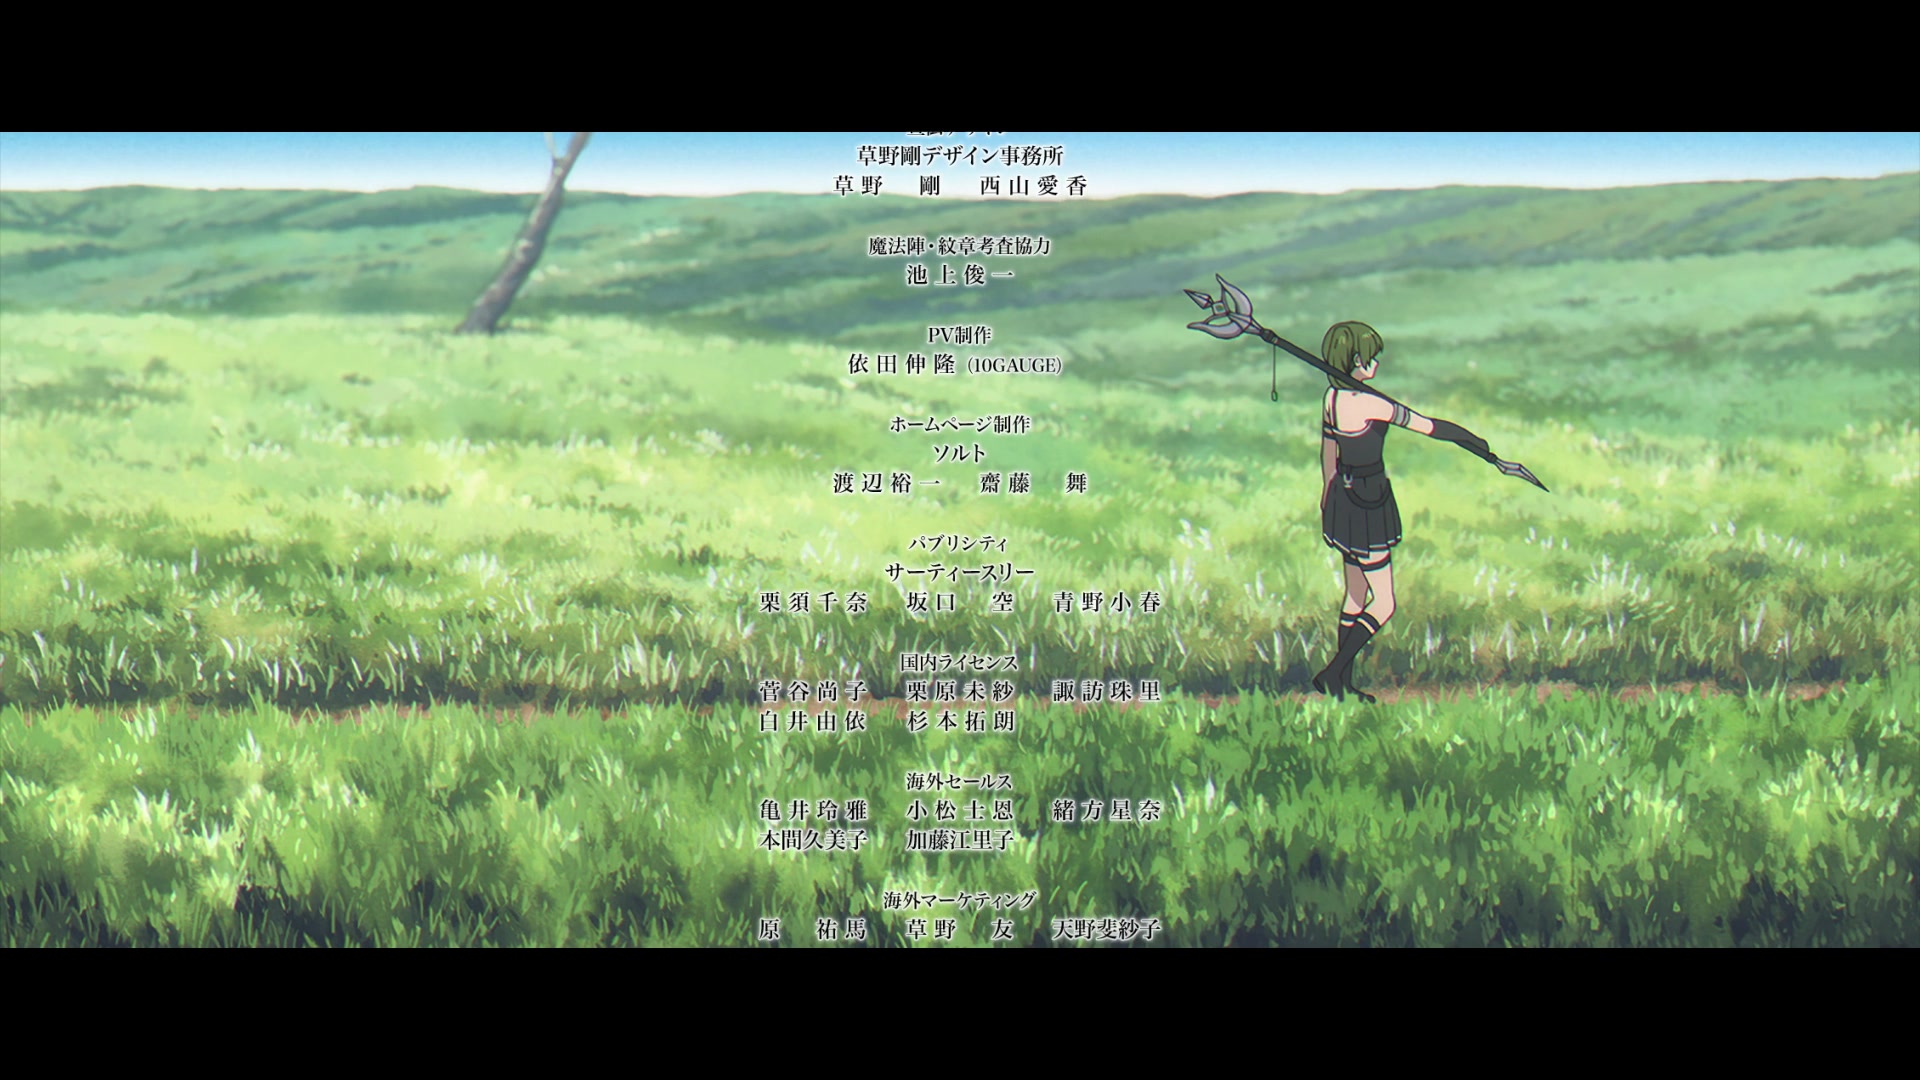 草野剛デザイン事務所
草野 剛 西山愛香
魔法陣・紋章考査協力
池上俊一
PV制作
依田伸隆 (10GAUGE)
ホームページ制作
ソルト
渡辺裕一 齋藤 舞
パブリシティ
サーティースリー
栗須千奈 坂口 空 青野小春
国内ライセンス
菅谷尚子 栗原未紗 諏訪珠里
白井由依 杉本拓朗
海外セールス
亀井玲雅 小松士恩 緒方星奈
本間久美子 加藤江里子
海外マーケティング
原 祐馬 草野 友 天野斐紗子